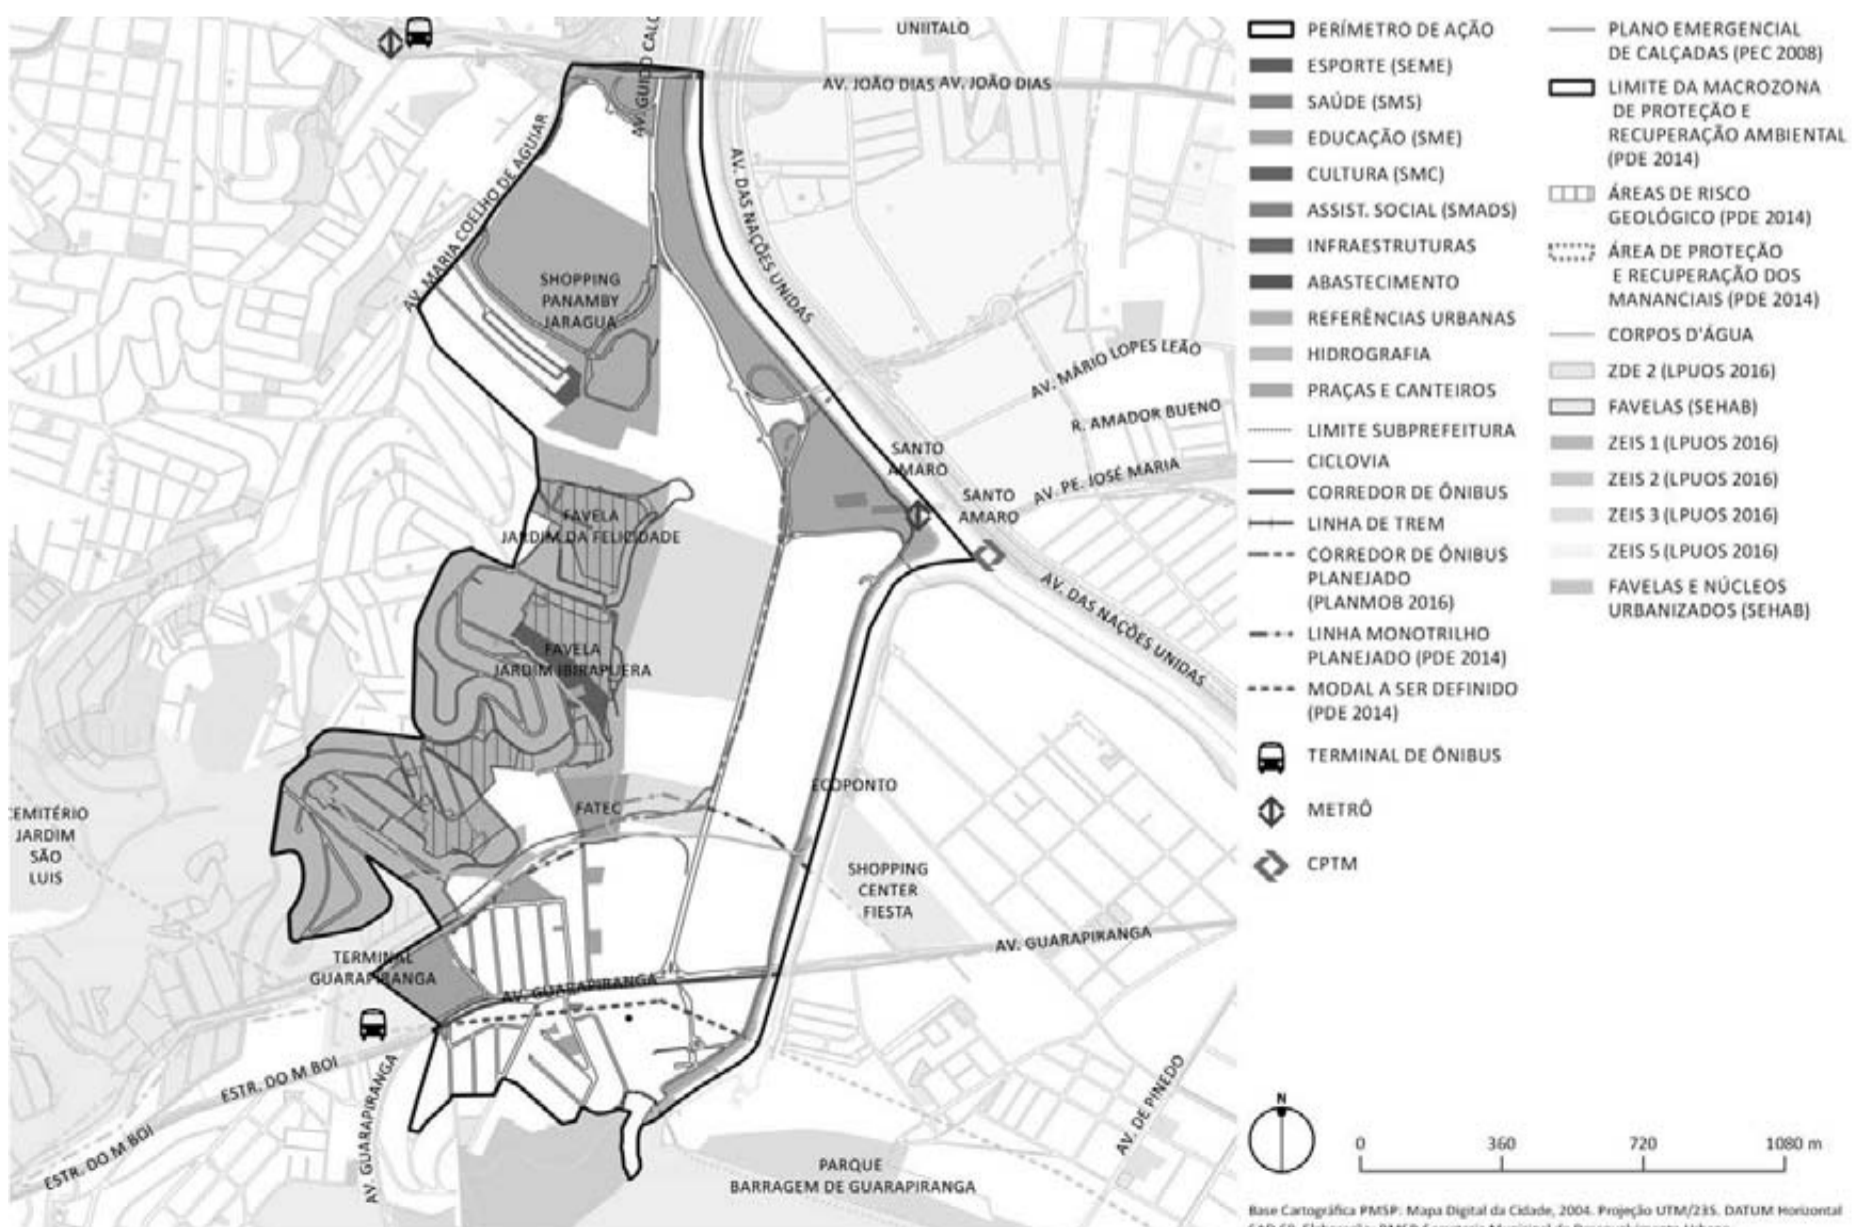 UNIITALO
AV. GUIDO CALO
AV. JOÃO DIAS AV. JOÃO DIAS
AV. MARIA COELHO DE AGUIAR
AV. DAS NAÇÕES UNIDAS
SHOPPING
PANAMBY
JARAGUA
AV. MÁRIO LOPES LEÃO
R. AMADOR BUENO
SANTO
AMARO
AV. PE. JOSÉ MARIA
SANTO
AMARO
FAVELA
JARDIM DA FELICIDADE
AV. DAS NAÇÕES UNIDAS
FAVELA
JARDIM IBIRAPUERA
ECOPONTO
FATEC
CEMITÉRIO
JARDIM
SÃO
LUIS
SHOPPING
CENTER
FIESTA
AV. GUARAPIRANGA
TERMINAL
GUARAPIRANGA
AV. GUARAPIRANGA
ESTR. DO M BOI
AV. GUARAPIRANGA
ESTR. DO M BOI
AV. DE PINEDO
PARQUE
BARRAGEM DE GUARAPIRANGA
PERÍMETRO DE AÇÃO
ESPORTE (SEME)
SAÚDE (SMS)
EDUCAÇÃO (SME)
CULTURA (SMC)
ASSIST. SOCIAL (SMADS)
INFRAESTRUTURAS
ABASTECIMENTO
REFERÊNCIAS URBANAS
HIDROGRAFIA
PRAÇAS E CANTEIROS
LIMITE SUBPREFEITURA
CICLOVIA
CORREDOR DE ÔNIBUS
LINHA DE TREM
CORREDOR DE ÔNIBUS
PLANEJADO
(PLANMOB 2016)
LINHA MONOTRILHO
PLANEJADO (PDE 2014)
MODAL A SER DEFINIDO
(PDE 2014)
TERMINAL DE ÔNIBUS
METRÔ
CPTM
PLANO EMERGENCIAL
DE CALÇADAS (PEC 2008)
LIMITE DA MACROZONA
DE PROTEÇÃO E
RECUPERAÇÃO AMBIENTAL
(PDE 2014)
ÁREAS DE RISCO
GEOLÓGICO (PDE 2014)
ÁREA DE PROTEÇÃO
E RECUPERAÇÃO DOS
MANANCIAIS (PDE 2014)
CORPOS D'ÁGUA
ZDE 2 (LPUOS 2016)
FAVELAS (SEHAB)
ZEIS 1 (LPUOS 2016)
ZEIS 2 (LPUOS 2016)
ZEIS 3 (LPUOS 2016)
ZEIS 5 (LPUOS 2016)
FAVELAS E NÚCLEOS
URBANIZADOS (SEHAB)
N
0 360 720 1080 m
Base Cartográfica PMSP: Mapa Digital da Cidade, 2004. Projeção UTM/23S. DATUM Horizontal